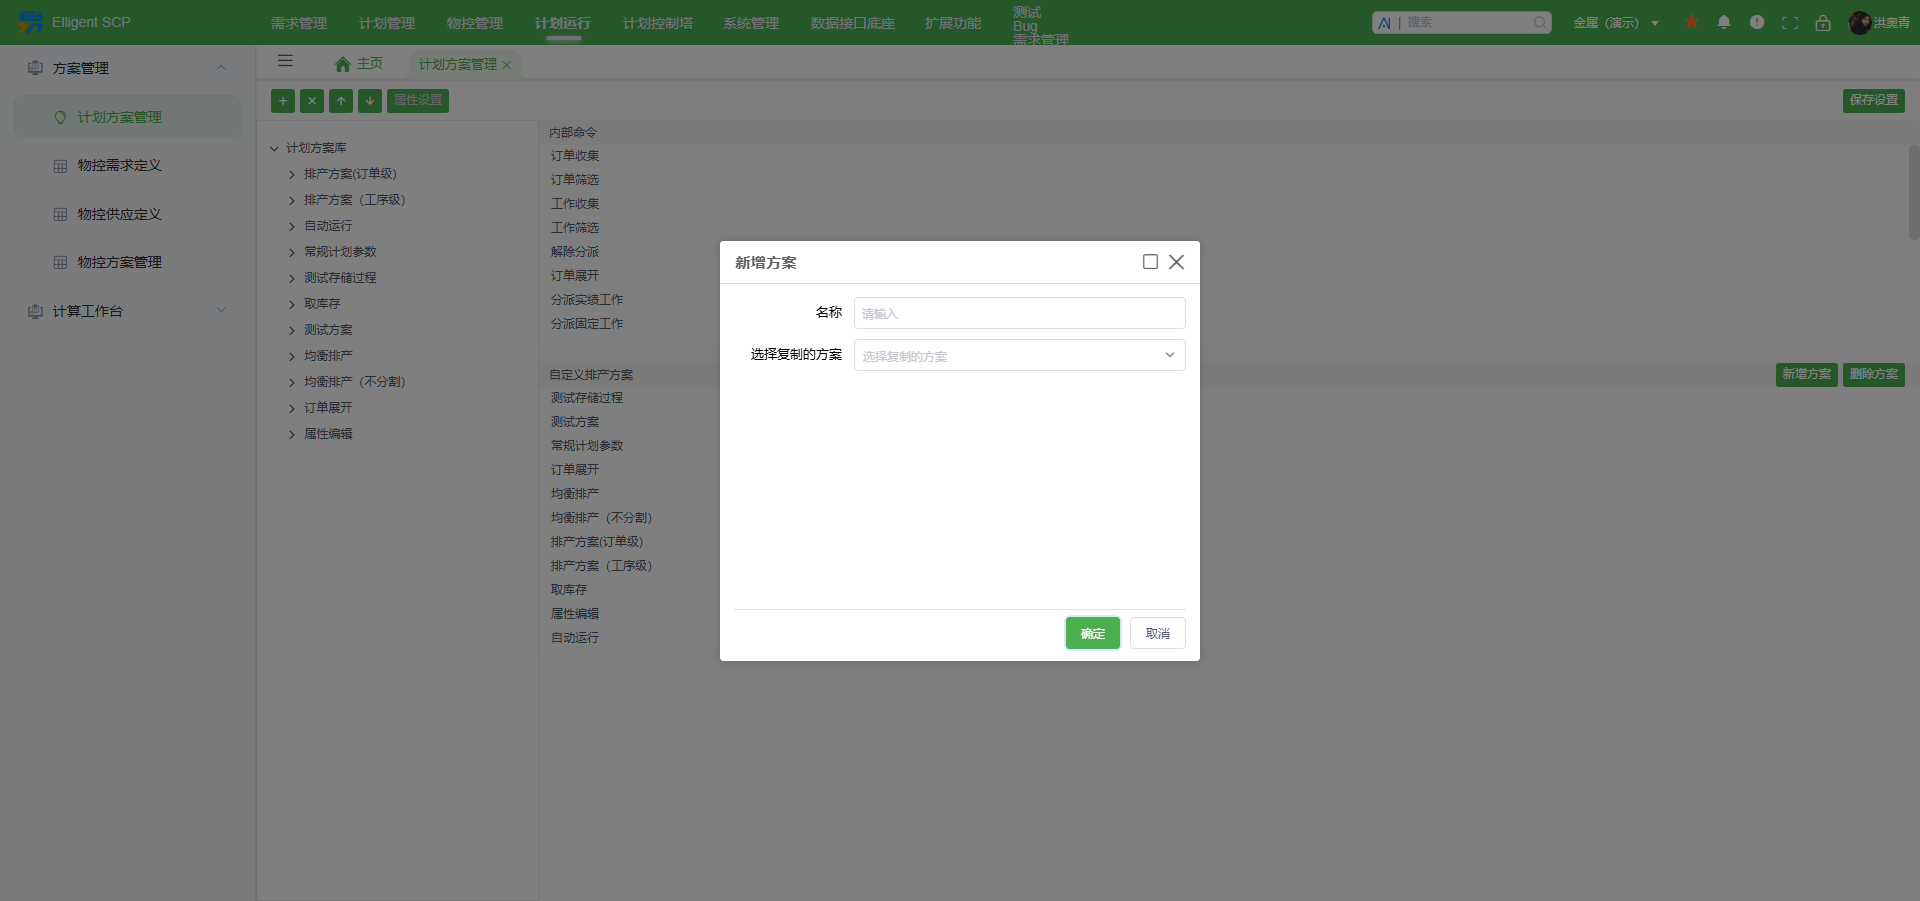 Elligent SCP
需求管理
计划管理
物控管理
计划运行
计划控制塔
系统管理
数据接口底座
扩展功能
测试
Bug
需求管理
搜索
金属（演示）
洪奥青
方案管理
计划方案管理
物控需求定义
物控供应定义
物控方案管理
计算工作台
主页
计划方案管理
属性设置
保存设置
计划方案库
排产方案(订单级)
排产方案（工序级）
自动运行
常规计划参数
测试存储过程
取库存
测试方案
均衡排产
均衡排产（不分割）
订单展开
属性编辑
内部命令
订单收集
订单筛选
工作收集
工作筛选
解除分派
订单展开
分派实绩工作
分派固定工作
自定义排产方案
新增方案
删除方案
测试存储过程
测试方案
常规计划参数
订单展开
均衡排产
均衡排产（不分割）
排产方案(订单级)
排产方案（工序级）
取库存
属性编辑
自动运行
新增方案
名称
请输入
选择复制的方案
选择复制的方案
确定
取消